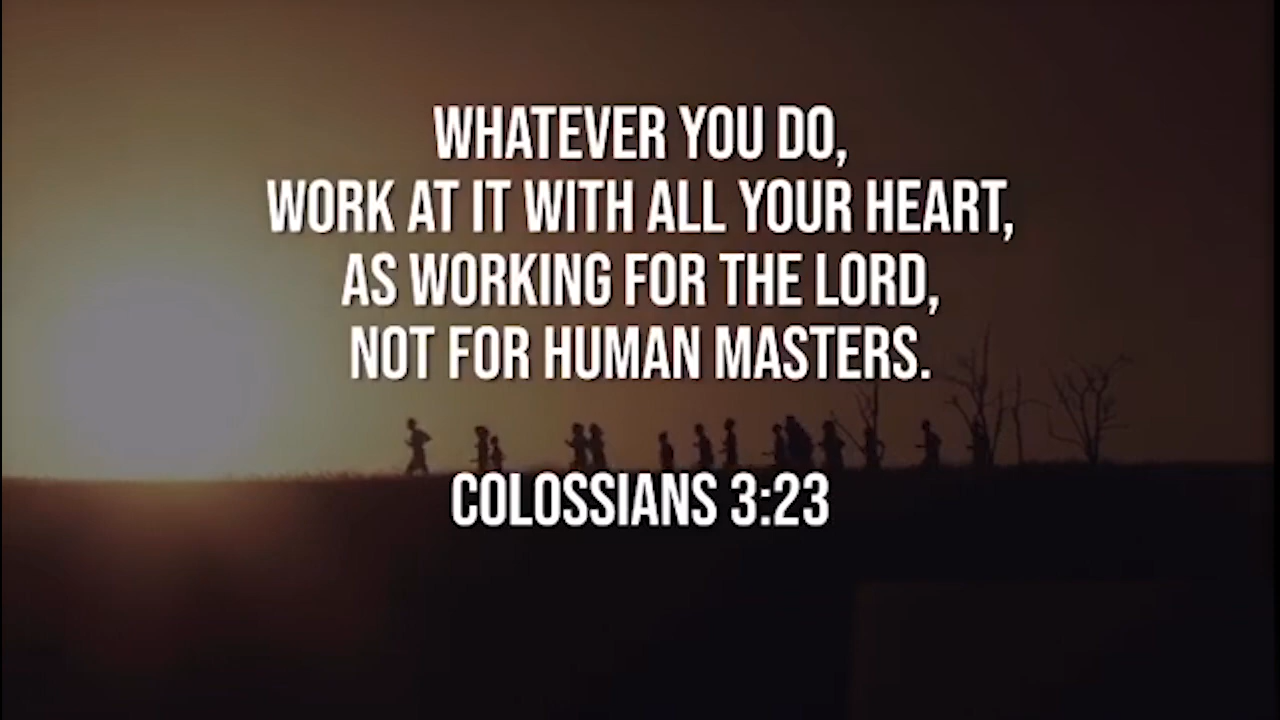 WHATEVER YOU DO,
WORK AT IT WITH ALL YOUR HEART,
AS WORKING FOR THE LORD,
NOT FOR HUMAN MASTERS.
COLOSSIANS 3:23